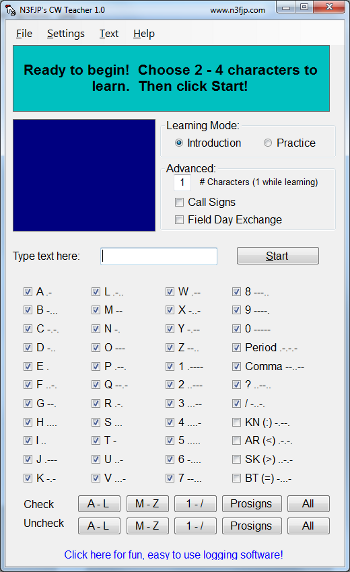 N3FJP's CW Teacher 1.0 www.n3fjp.com
File Settings Text Help
Ready to begin! Choose 2 - 4 characters to
learn. Then click Start!
Learning Mode:
Introduction Practice
Advanced:
1 # Characters (1 while learning)
Call Signs
Field Day Exchange
Type text here: Start
A .- L .-.. W .-- 8 ---..
B -... M -- X -..- 9 ----.
C -.-. N -. Y -.-- 0 -----
D -.. O --- Z --.. Period .-.-.-
E . P .--. 1 .---- Comma --..--
F ..-. Q --.- 2 ..--- ? ..--..
G --. R .-. 3 ...-- / -..-.
H .... S ... 4 ....- KN (:) -.--.
I .. T - 5 ..... AR (<) .-.-.
J .--- U ..- 6 -.... SK (>) ...-.-
K -.- V ...- 7 --... BT (=) -...-
Check A - L M - Z 1 - / Prosigns All
Uncheck A - L M - Z 1 - / Prosigns All
Click here for fun, easy to use logging software!